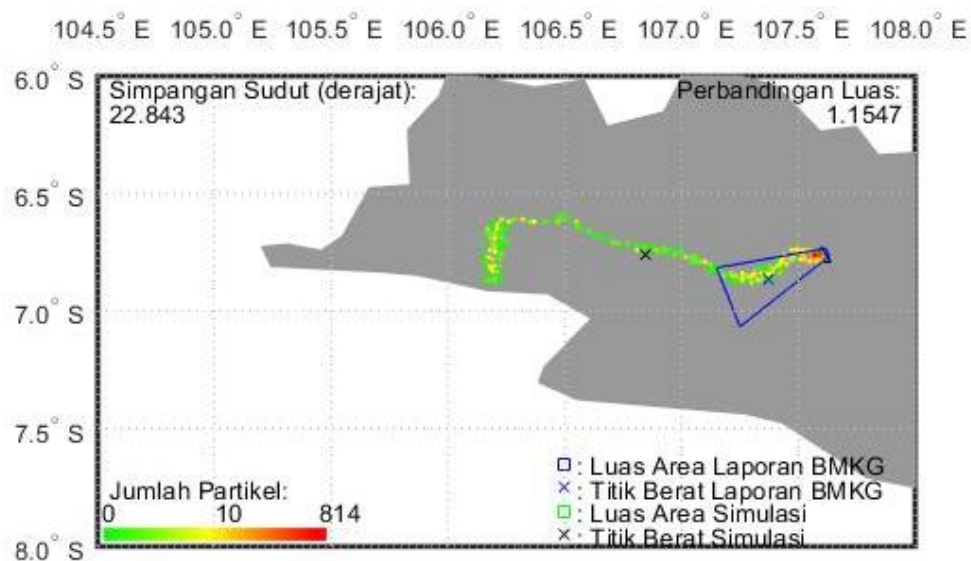 104.5° E 105.0° E 105.5° E 106.0° E 106.5° E 107.0° E 107.5° E 108.0° E
6.0° S
Simpangan Sudut (derajat):
22.843
Perbandingan Luas:
1.1547
6.5° S
7.0° S
7.5° S
Jumlah Partikel:
0 10 814
: Luas Area Laporan BMKG
: Titik Berat Laporan BMKG
: Luas Area Simulasi
: Titik Berat Simulasi
8.0° S